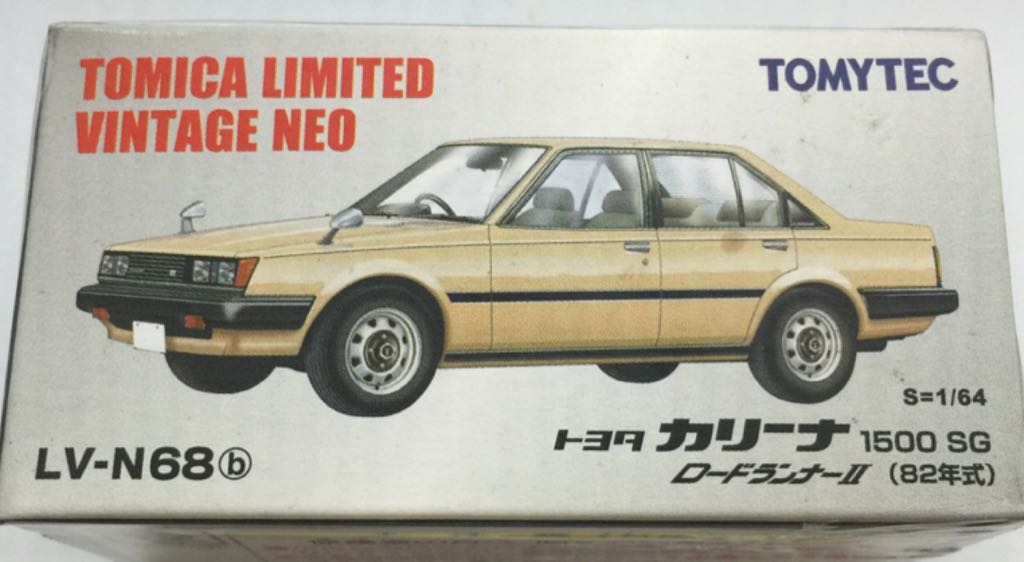 TOMICA LIMITED
VINTAGE NEO
TOMYTEC
S=1/64
LV-N68ⓑ
トヨタ カリーナ 1500 SG
ロードランナーⅡ (82年式)